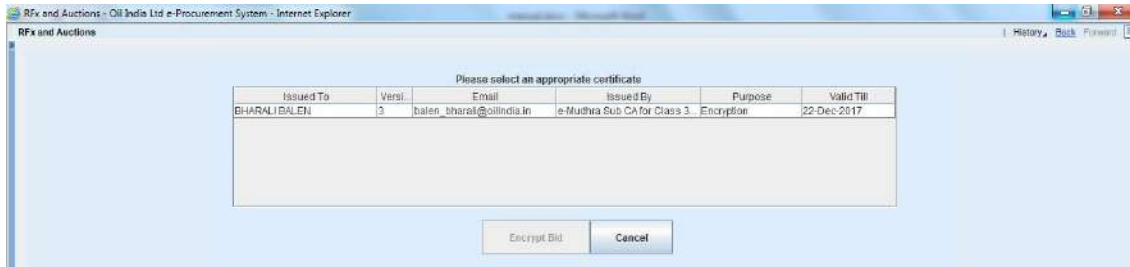 RFx and Auctions - Oil India Ltd e-Procurement System - Internet Explorer
RFx and Auctions | History Back Forward
Please select an appropriate certificate
Issued To Versi... Email Issued By Purpose Valid Till
BHARALI BALEN 3 balen_bharali@oilindia.in e-Mudhra Sub CA for Class 3... Encryption 22-Dec-2017
Encrypt Bid Cancel